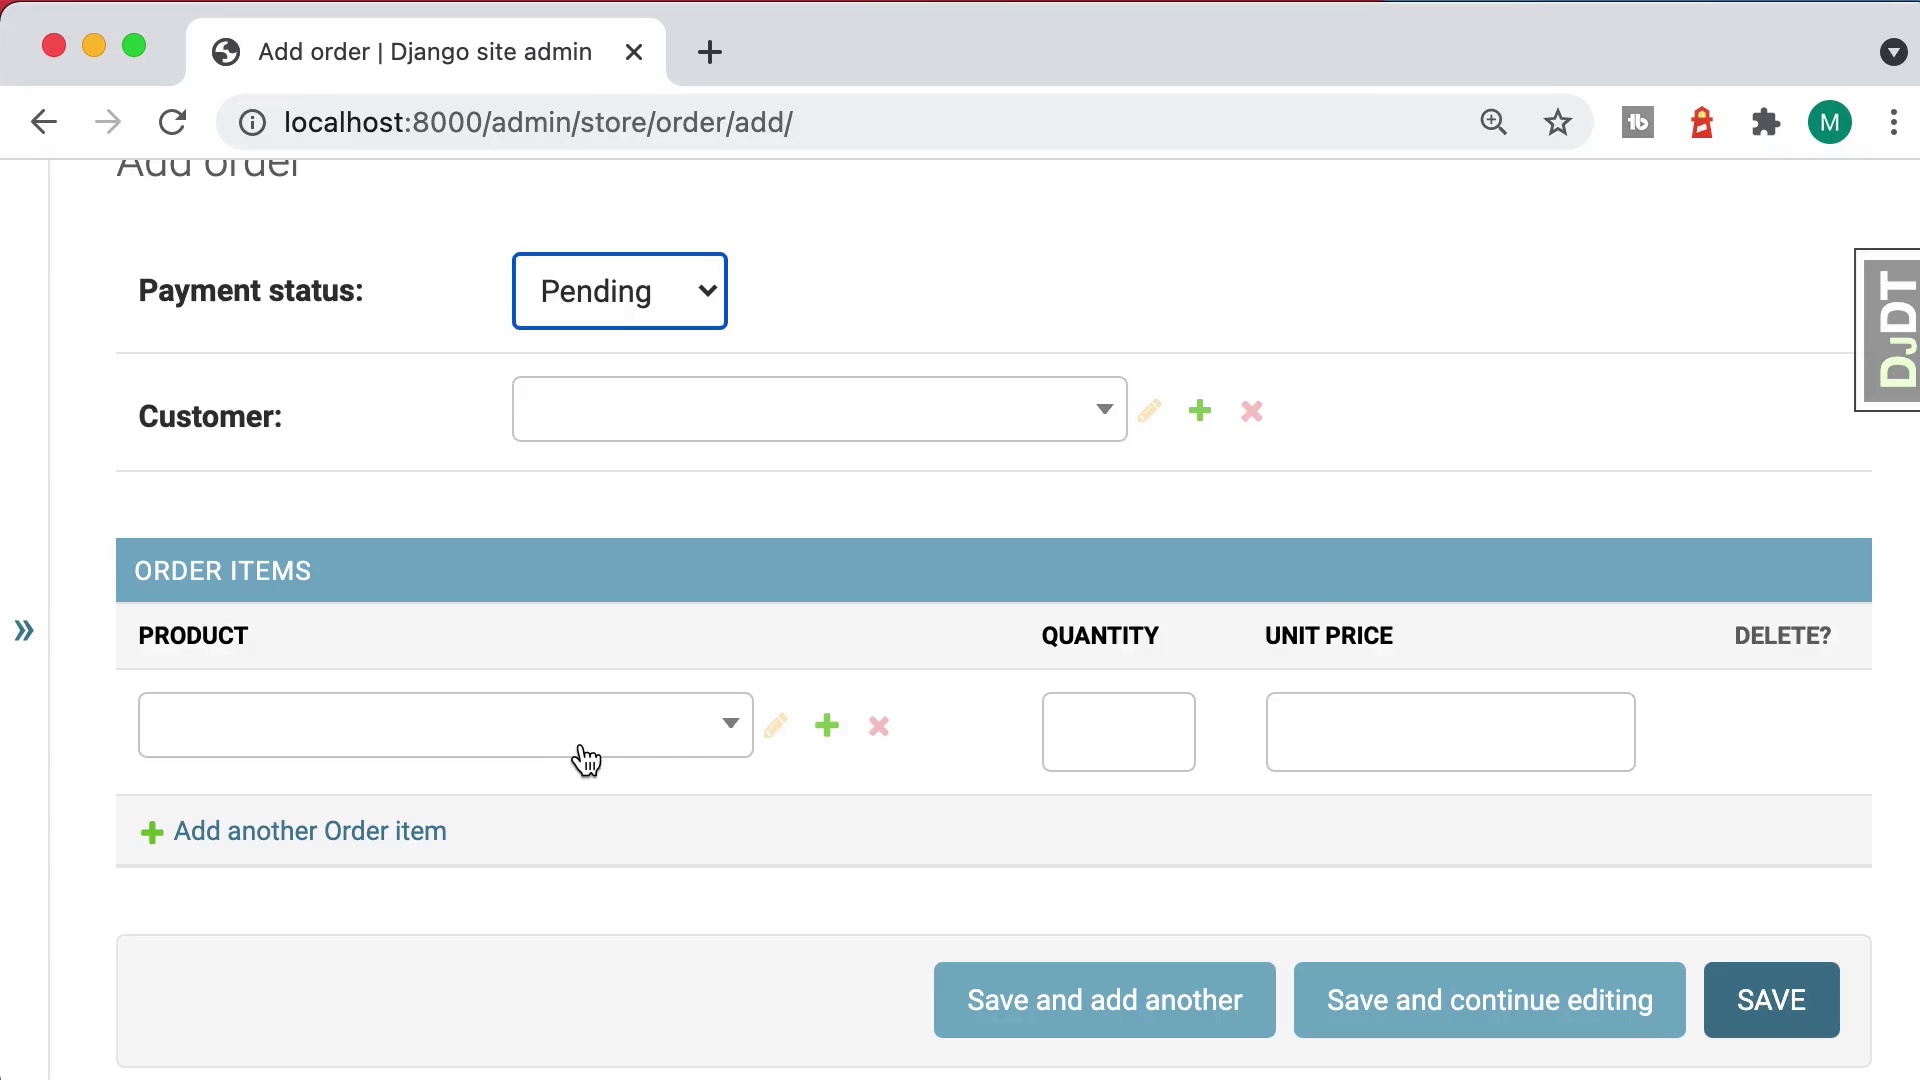 Add order | Django site admin
localhost:8000/admin/store/order/add/
M
Add order
Payment status:
Pending
DJDT
Customer:
ORDER ITEMS
PRODUCT QUANTITY UNIT PRICE DELETE?
Add another Order item
Save and add another Save and continue editing SAVE